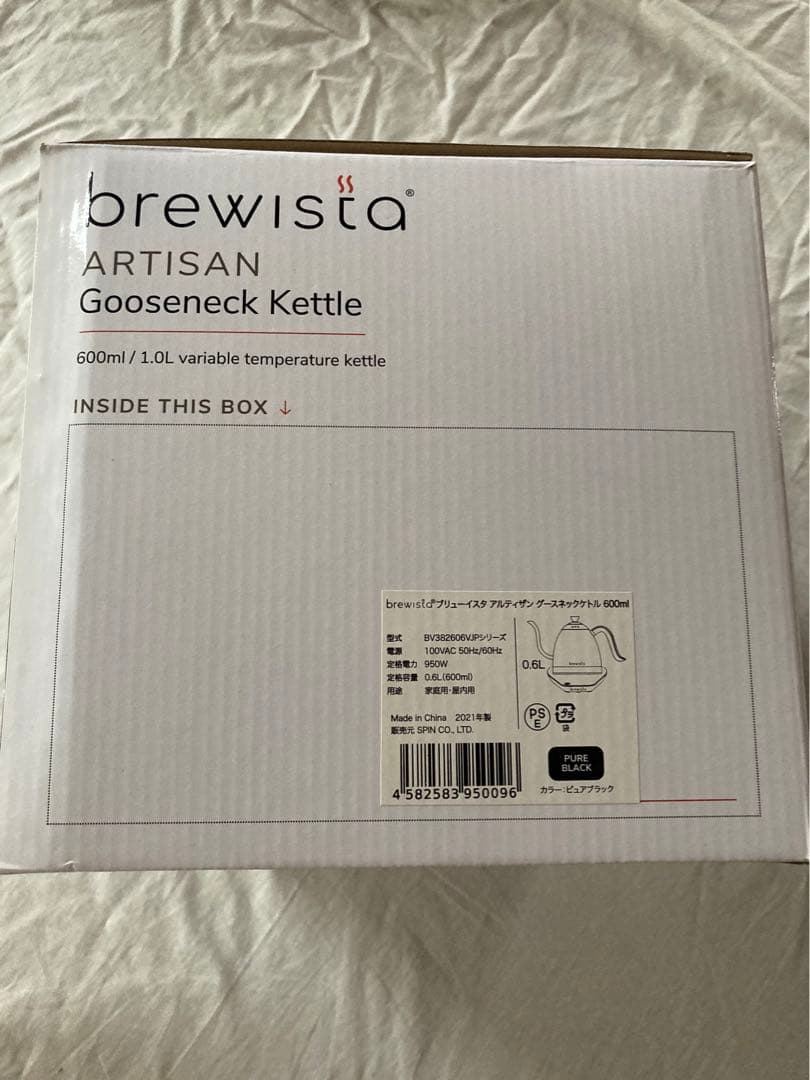 brewista®
ARTISAN
Gooseneck Kettle
600ml / 1.0L variable temperature kettle
INSIDE THIS BOX ↓
brewista®ブリューイスタ アルティザン グースネックケトル 600ml
型式 BV382606VJPシリーズ
電源 100VAC 50Hz/60Hz
定格電力 950W
定格容量 0.6L(600ml)
用途 家庭用・屋内用
0.6L
brewista
Made in China 2021年製
販売元 SPIN CO., LTD.
PS
E
プラ
袋
PURE
BLACK
4 582583 950096
カラー：ピュアブラック